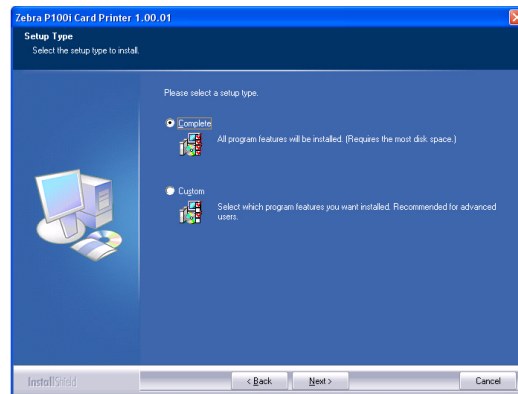 Zebra P100i Card Printer 1.00.01
Setup Type
Select the setup type to install.
Please select a setup type.
Complete
All program features will be installed. (Requires the most disk space.)
Custom
Select which program features you want installed. Recommended for advanced
users.
InstallShield
< Back
Next >
Cancel